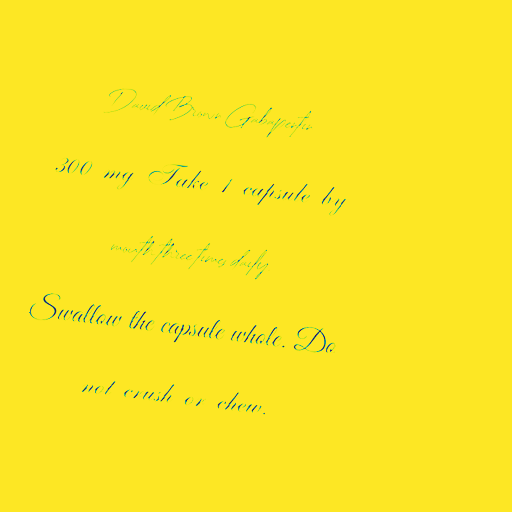 David Brown Gabapentin
300 mg Take 1 capsule by
mouth three times daily
Swallow the capsule whole. Do
not crush or chew.